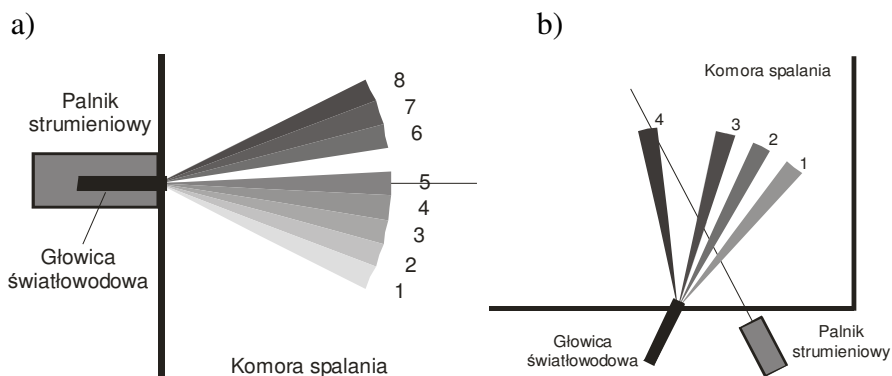 a)
Palnik
strumieniowy
8
7
6
5
4
3
2
1
Głowica
światłowodowa
Komora spalania
b)
Komora spalania
4
3
2
1
Głowica
światłowodowa
Palnik
strumieniowy